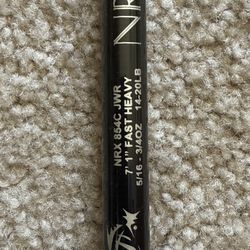 NRX
NRX 854C JWR
7' 1" FAST HEAVY
5/16 - 3/4OZ 14-20LB